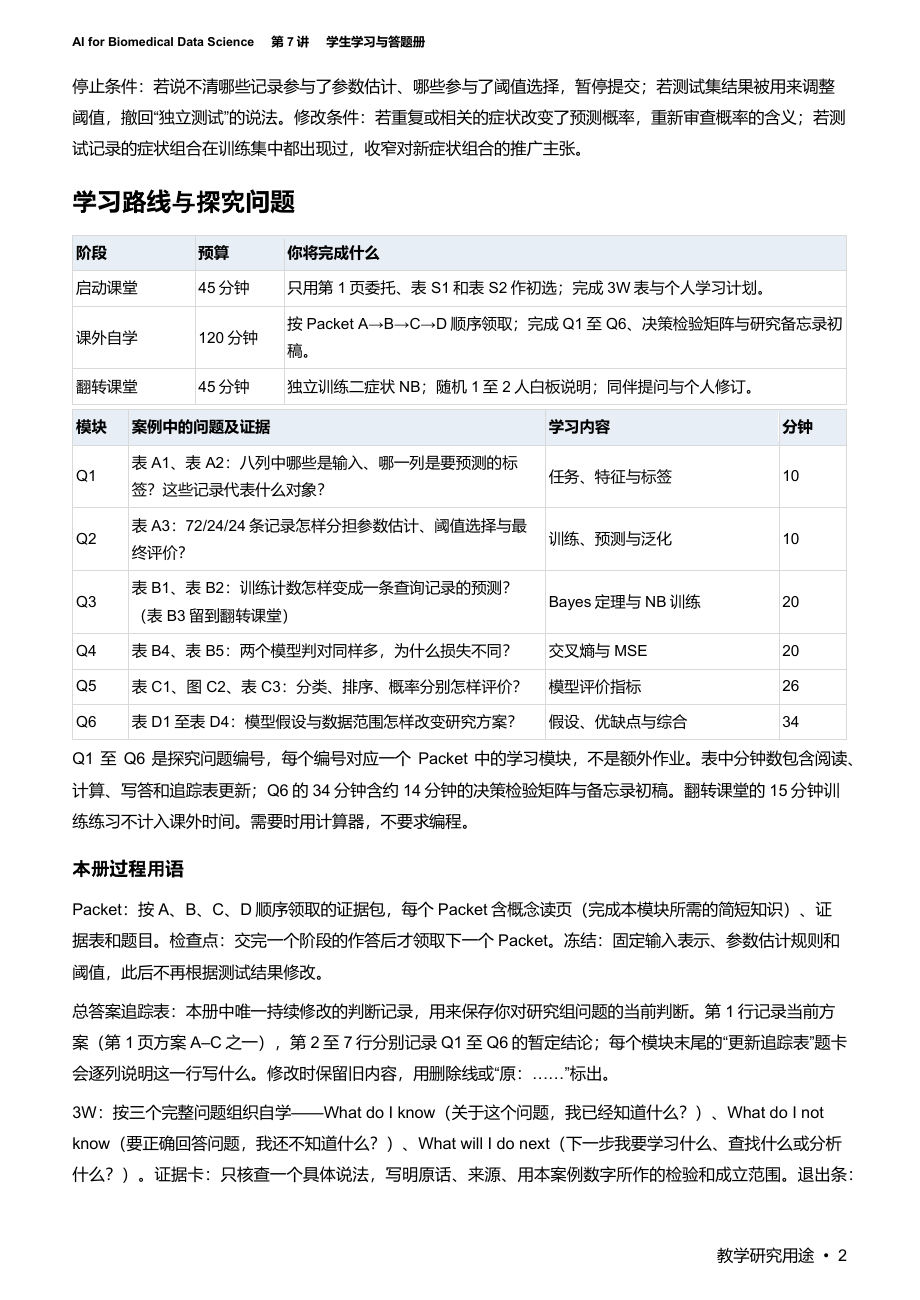 AI for Biomedical Data Science 第 7 讲 学生学习与答题册
停止条件：若说不清哪些记录参与了参数估计、哪些参与了阈值选择，暂停提交；若测试集结果被用来调整
阈值，撤回“独立测试”的说法。修改条件：若重复或相关的症状改变了预测概率，重新审查概率的含义；若测
试记录的症状组合在训练集中都出现过，收窄对新症状组合的推广主张。
学习路线与探究问题
阶段 预算 你将完成什么
启动课堂 45 分钟 只用第 1 页委托、表 S1 和表 S2 作初选；完成 3W 表与个人学习计划。
课外自学 120 分钟 按 Packet A→B→C→D 顺序领取；完成 Q1 至 Q6、决策检验矩阵与研究备忘录初
稿。
翻转课堂 45 分钟 独立训练二症状 NB；随机 1 至 2 人白板说明；同伴提问与个人修订。
模块 案例中的问题及证据 学习内容 分钟
Q1 表 A1、表 A2：八列中哪些是输入、哪一列是要预测的标
签？这些记录代表什么对象？ 任务、特征与标签 10
Q2 表 A3：72/24/24 条记录怎样分担参数估计、阈值选择与最
终评价？ 训练、预测与泛化 10
Q3 表 B1、表 B2：训练计数怎样变成一条查询记录的预测？
（表 B3 留到翻转课堂） Bayes 定理与 NB 训练 20
Q4 表 B4、表 B5：两个模型判对同样多，为什么损失不同？ 交叉熵与 MSE 20
Q5 表 C1、图 C2、表 C3：分类、排序、概率分别怎样评价？ 模型评价指标 26
Q6 表 D1 至表 D4：模型假设与数据范围怎样改变研究方案？ 假设、优缺点与综合 34
Q1 至 Q6 是探究问题编号，每个编号对应一个 Packet 中的学习模块，不是额外作业。表中分钟数包含阅读、
计算、写答和追踪表更新；Q6 的 34 分钟含约 14 分钟的决策检验矩阵与备忘录初稿。翻转课堂的 15 分钟训
练练习不计入课外时间。需要时用计算器，不要求编程。
本册过程用语
Packet：按 A、B、C、D 顺序领取的证据包，每个 Packet 含概念读页（完成本模块所需的简短知识）、证
据表和题目。检查点：交完一个阶段的作答后才领取下一个 Packet。冻结：固定输入表示、参数估计规则和
阈值，此后不再根据测试结果修改。
总答案追踪表：本册中唯一持续修改的判断记录，用来保存你对研究组问题的当前判断。第 1 行记录当前方
案（第 1 页方案 A–C 之一），第 2 至 7 行分别记录 Q1 至 Q6 的暂定结论；每个模块末尾的“更新追踪表”题卡
会逐列说明这一行写什么。修改时保留旧内容，用删除线或“原：……”标出。
3W：按三个完整问题组织自学——What do I know（关于这个问题，我已经知道什么？）、What do I not
know（要正确回答问题，我还不知道什么？）、What will I do next（下一步我要学习什么、查找什么或分析
什么？）。证据卡：只核查一个具体说法，写明原话、来源、用本案例数字所作的检验和成立范围。退出条：
教学研究用途 • 2